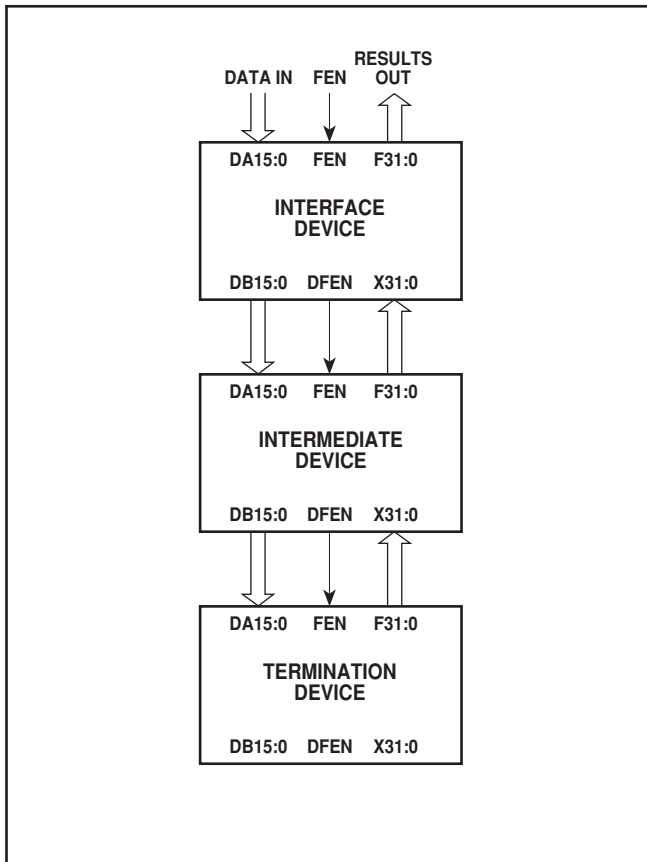 DATA IN FEN RESULTS OUT
DA15:0 FEN F31:0
INTERFACE
DEVICE
DB15:0 DFEN X31:0
DA15:0 FEN F31:0
INTERMEDIATE
DEVICE
DB15:0 DFEN X31:0
DA15:0 FEN F31:0
TERMINATION
DEVICE
DB15:0 DFEN X31:0